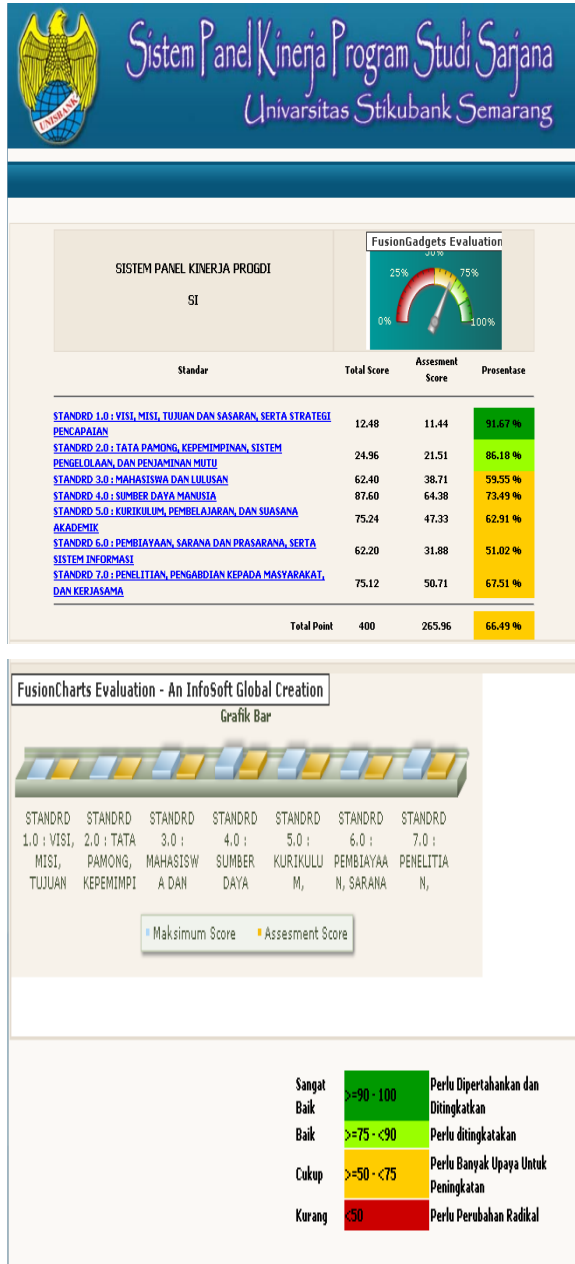 Sistem Panel Kinerja Program Studi Sarjana
Univarsitas Stikubank Semarang
UNISBANK
SISTEM PANEL KINERJA PROGDI
SI
FusionGadgets Evaluation
50%
25%
75%
0%
100%
Standar Total Score Assesment Score Prosentase
STANDRD 1.0 : VISI, MISI, TUJUAN DAN SASARAN, SERTA STRATEGI
PENCAPAIAN
12.48 11.44 91.67 %
STANDRD 2.0 : TATA PAMONG, KEPEMIMPINAN, SISTEM
PENGELOLAAN, DAN PENJAMINAN MUTU
24.96 21.51 86.18 %
STANDRD 3.0 : MAHASISWA DAN LULUSAN 62.40 38.71 59.55 %
STANDRD 4.0 : SUMBER DAYA MANUSIA 87.60 64.38 73.49 %
STANDRD 5.0 : KURIKULUM, PEMBELAJARAN, DAN SUASANA
AKADEMIK
75.24 47.33 62.91 %
STANDRD 6.0 : PEMBIAYAAN, SARANA DAN PRASARANA, SERTA
SISTEM INFORMASI
62.20 31.88 51.02 %
STANDRD 7.0 : PENELITIAN, PENGABDIAN KEPADA MASYARAKAT,
DAN KERJASAMA
75.12 50.71 67.51 %
Total Point 400 265.96 66.49 %
FusionCharts Evaluation - An InfoSoft Global Creation
Grafik Bar
STANDRD
1.0 : VISI,
MISI,
TUJUAN
STANDRD
2.0 : TATA
PAMONG,
KEPEMIMPI
STANDRD
3.0 :
MAHASISW
A DAN
STANDRD
4.0 :
SUMBER
DAYA
STANDRD
5.0 :
KURIKULU
M,
STANDRD
6.0 :
PEMBIAYAA
N, SARANA
STANDRD
7.0 :
PENELITIA
N,
Maksimum Score Assesment Score
Sangat
Baik
>=90 - 100
Perlu Dipertahankan dan
Ditingkatkan
Baik >=75 - <90 Perlu ditingkatakan
Cukup >=50 - <75
Perlu Banyak Upaya Untuk
Peningkatan
Kurang <50 Perlu Perubahan Radikal